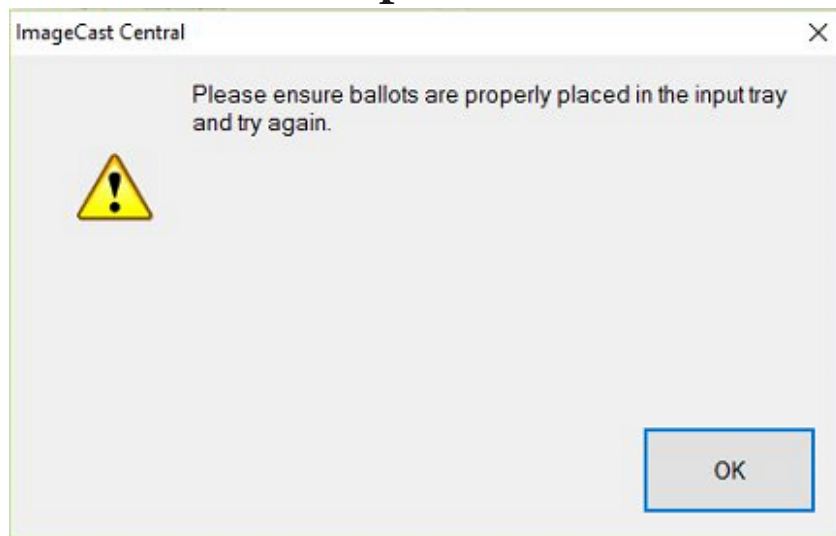 ImageCast Central
Please ensure ballots are properly placed in the input tray
and try again.
OK